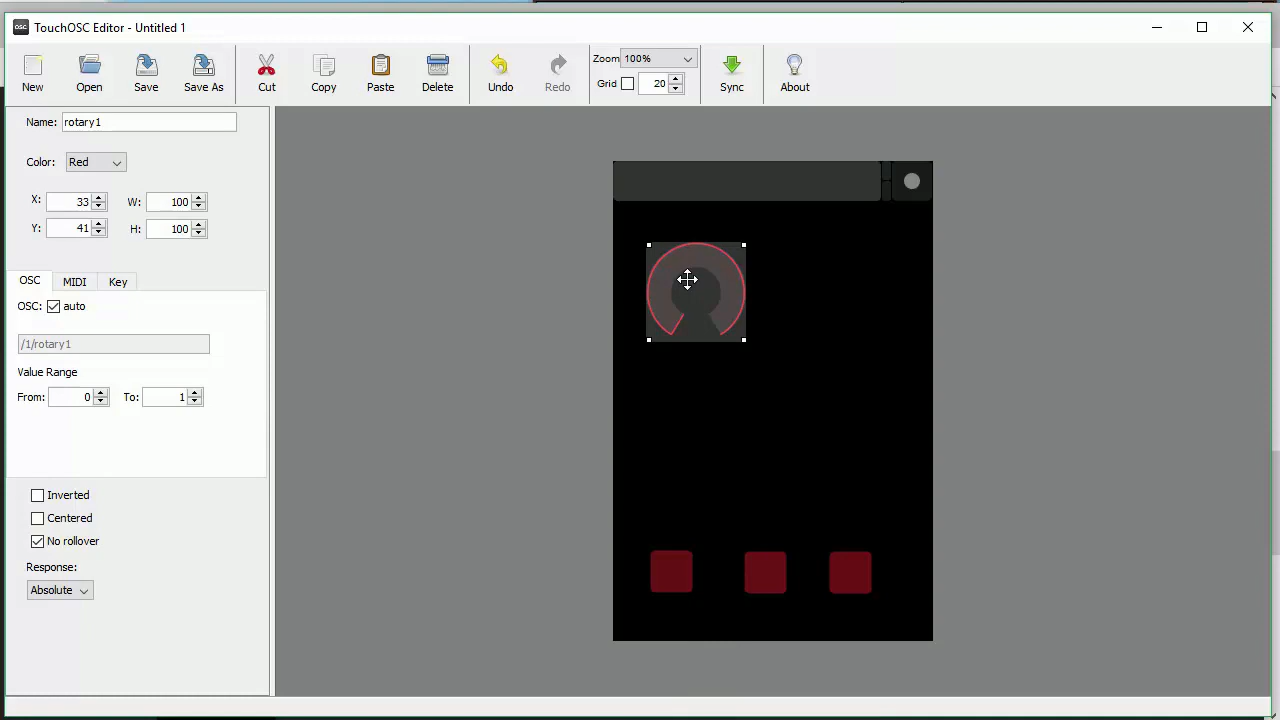 OSC TouchOSC Editor - Untitled 1
New Open Save Save As Cut Copy Paste Delete Undo Redo Zoom 100% Grid 20 Sync About
Name: rotary1
Color: Red
X: 33 W: 100
Y: 41 H: 100
OSC MIDI Key
OSC: auto
/1/rotary1
Value Range
From: 0 To: 1
Inverted
Centered
No rollover
Response:
Absolute